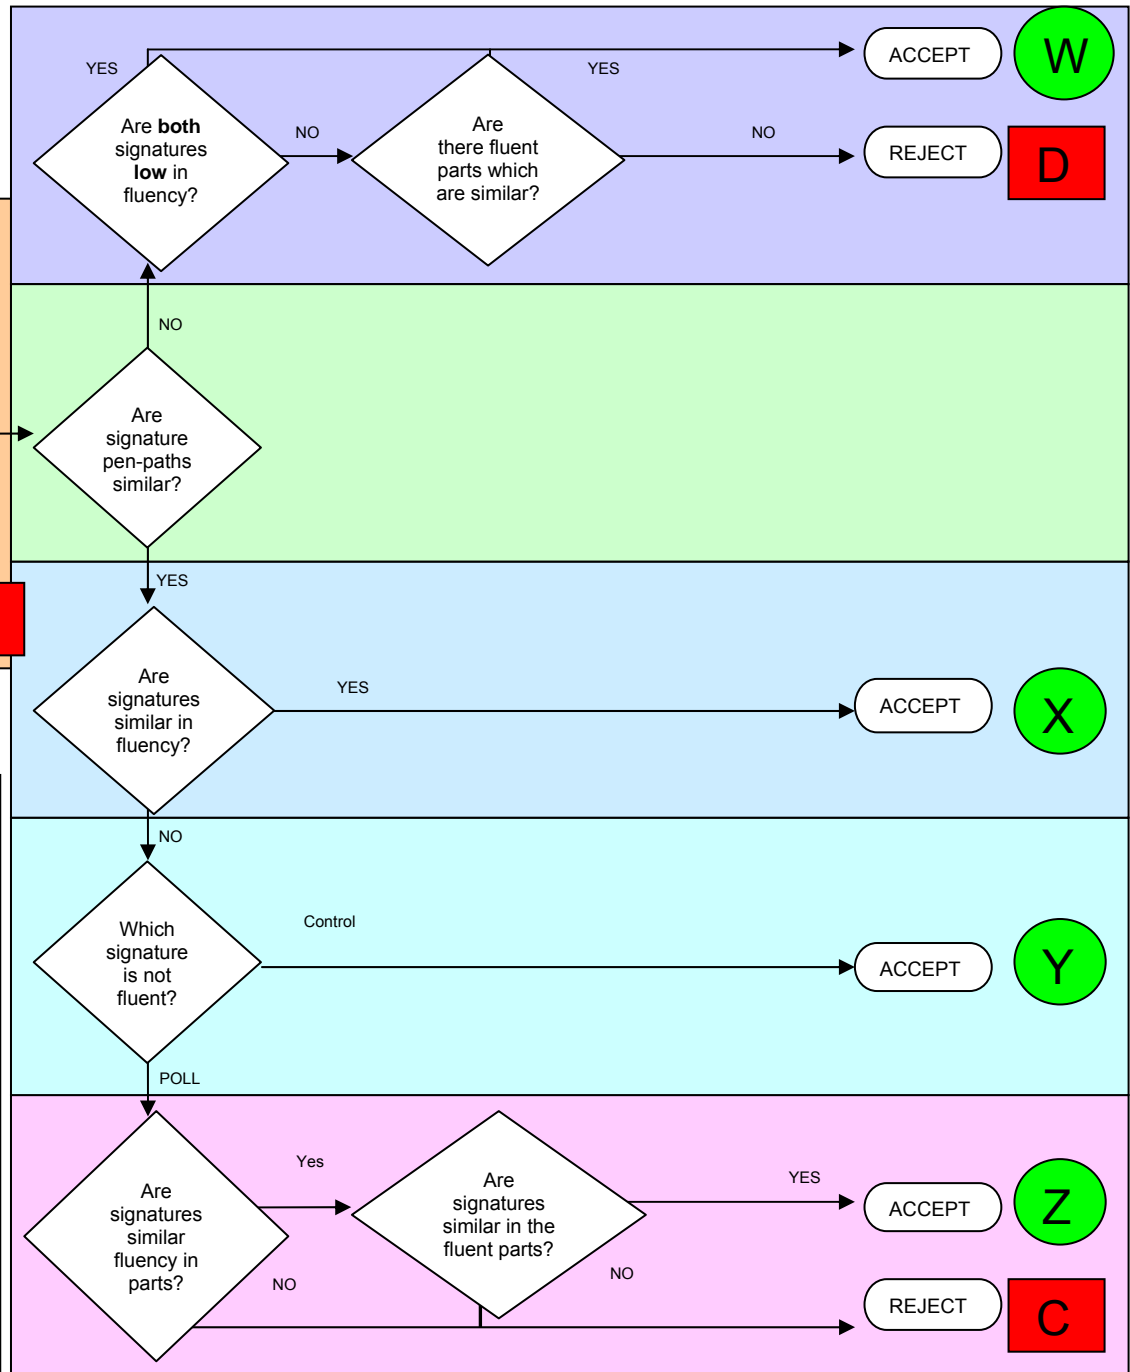 YES
Are both
signatures
low in
fluency?
NO
Are
there fluent
parts which
are similar?
YES
NO
ACCEPT
W
REJECT
D
NO
Are
signature
pen-paths
similar?
YES
Are
signatures
similar in
fluency?
YES
ACCEPT
X
NO
Which
signature
is not
fluent?
Control
ACCEPT
Y
POLL
Are
signatures
similar
fluency in
parts?
Yes
NO
Are
signatures
similar in the
fluent parts?
YES
NO
ACCEPT
Z
REJECT
C